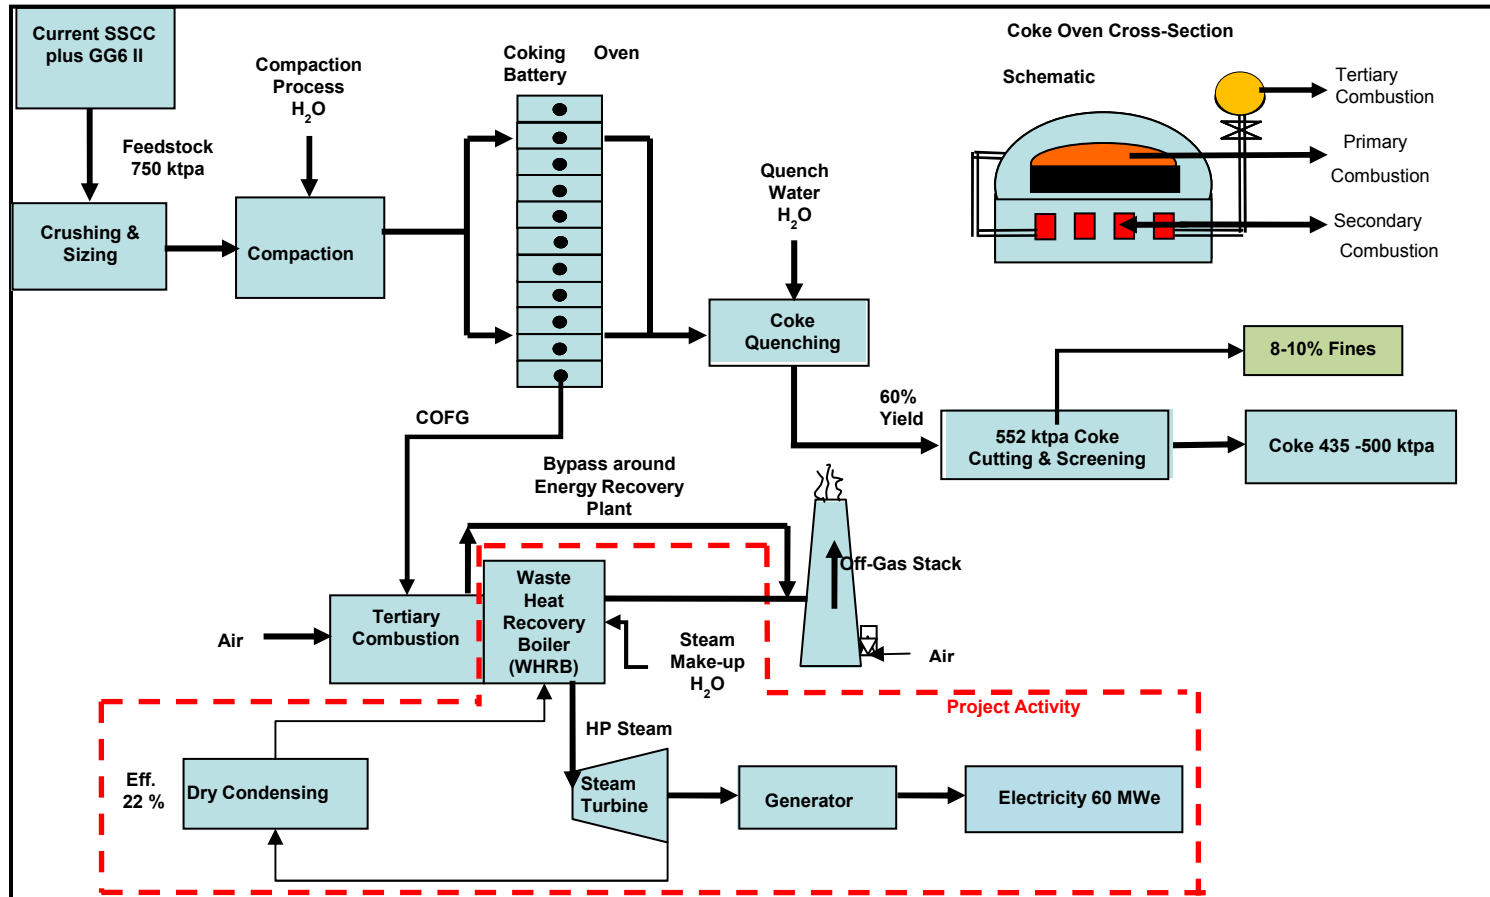 Current SSCC
plus GG6 II
Compaction
Process
H2O
Coking Oven
Battery
Coke Oven Cross-Section
Schematic
Tertiary
Combustion
Primary
Combustion
Secondary
Combustion
Feedstock
750 ktpa
Quench
Water
H2O
Crushing &
Sizing
Compaction
Coke
Quenching
8-10% Fines
60%
Yield
552 ktpa Coke
Cutting & Screening
Coke 435 -500 ktpa
COFG
Bypass around
Energy Recovery
Plant
Off-Gas Stack
Air
Tertiary
Combustion
Waste
Heat
Recovery
Boiler
(WHRB)
Steam
Make-up
H2O
Air
Project Activity
HP Steam
Eff.
22 %
Dry Condensing
Steam
Turbine
Generator
Electricity 60 MWe